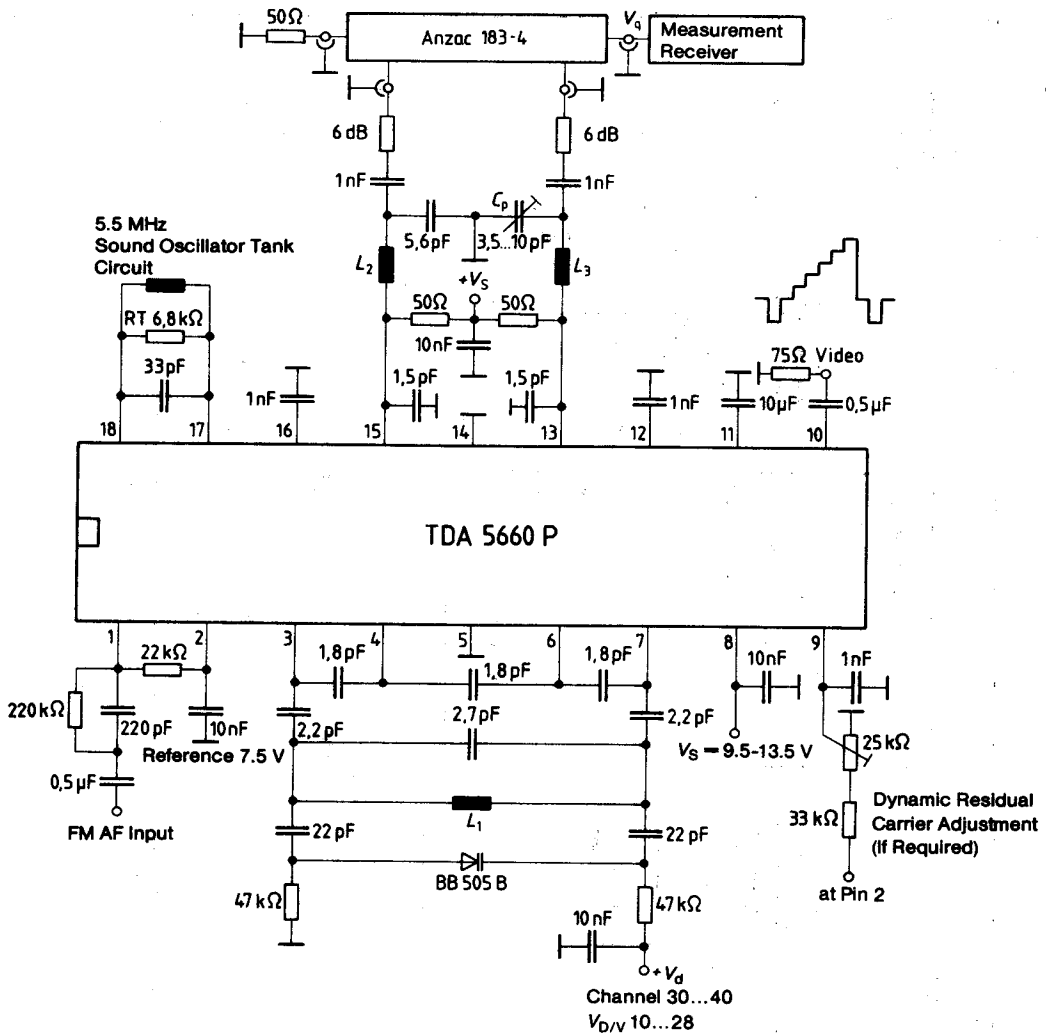 50Ω
Anzac 183-4
Vq
Measurement
Receiver
6 dB
6 dB
1 nF
1 nF
Cp
5,6 pF
3,5...10 pF
5.5 MHz
Sound Oscillator Tank
Circuit
L2
L3
+VS
RT 6,8 kΩ
50Ω
50Ω
10 nF
33 pF
1,5 pF
1,5 pF
75Ω
Video
1 nF
1 nF
10 µF
0,5 µF
18
17
16
15
14
13
12
11
10
TDA 5660 P
1
2
3
4
5
6
7
8
9
22 kΩ
1,8 pF
1,8 pF
1,8 pF
10 nF
1 nF
220 kΩ
220 pF
10 nF
2,2 pF
2,7 pF
2,2 pF
25 kΩ
Reference 7.5 V
VS = 9.5-13.5 V
0,5 µF
FM AF Input
L1
33 kΩ
Dynamic Residual
Carrier Adjustment
(If Required)
22 pF
22 pF
BB 505 B
at Pin 2
47 kΩ
47 kΩ
10 nF
+Vd
Channel 30...40
VD/V 10...28